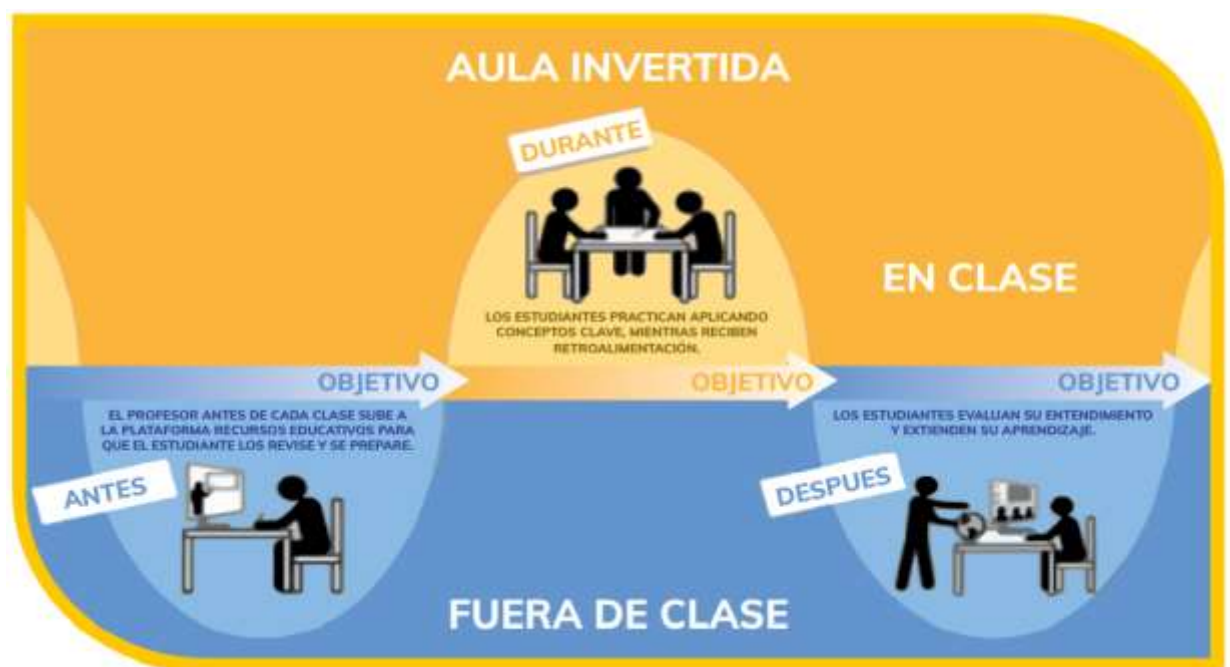 AULA INVERTIDA
DURANTE
LOS ESTUDIANTES PRACTICAN APLICANDO
CONCEPTOS CLAVE, MIENTRAS RECIBEN
RETROALIMENTACIÓN.
EN CLASE
OBJETIVO
OBJETIVO
OBJETIVO
EL PROFESOR ANTES DE CADA CLASE SUBE A
LA PLATAFORMA RECURSOS EDUCATIVOS PARA
QUE EL ESTUDIANTE LOS REVISE Y SE PREPARE.
ANTES
LOS ESTUDIANTES EVALUAN SU ENTENDIMIENTO
Y EXTIENDEN SU APRENDIZAJE.
DESPUES
FUERA DE CLASE